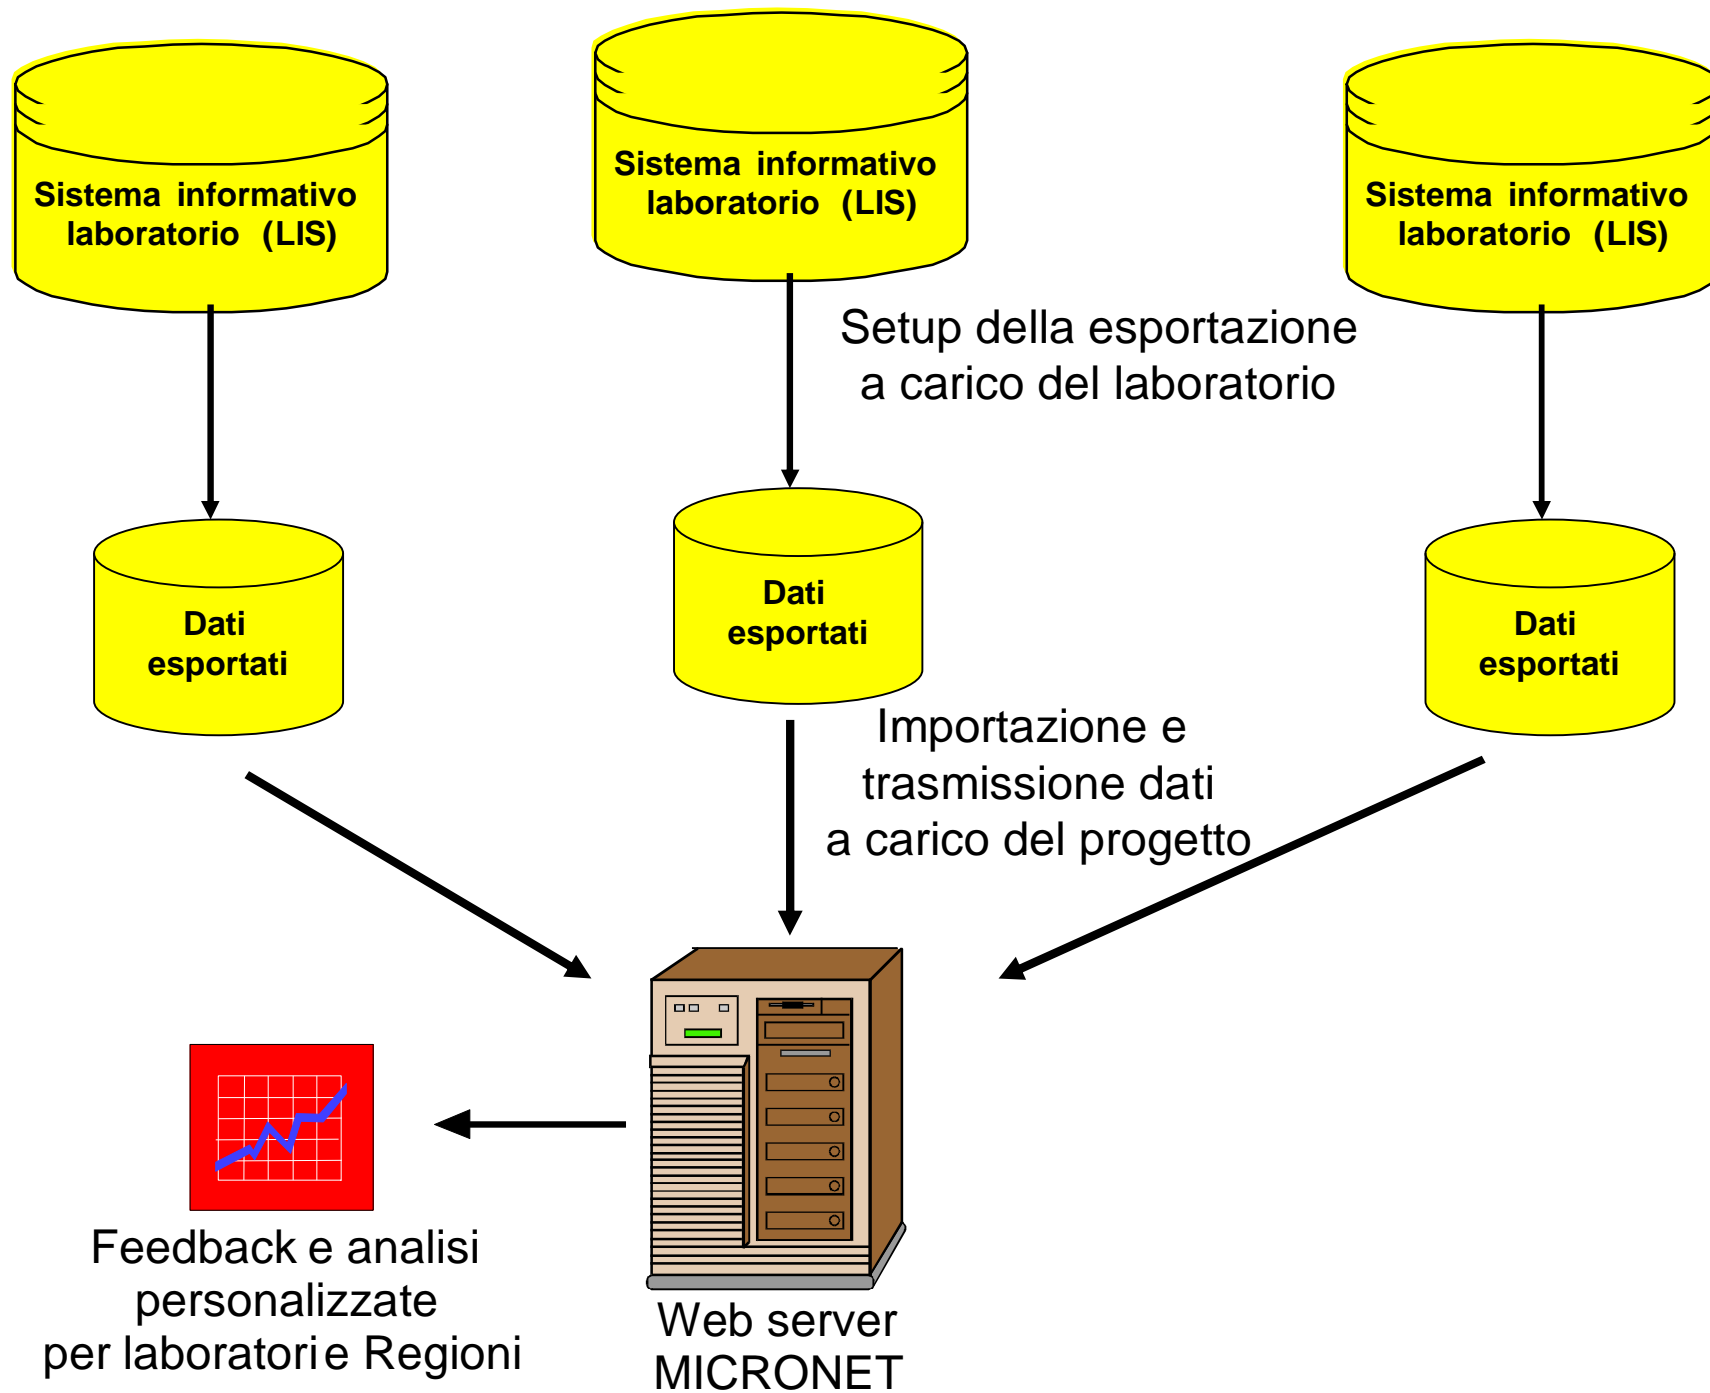 Sistema informativo
laboratorio (LIS)
Sistema informativo
laboratorio (LIS)
Sistema informativo
laboratorio (LIS)
Setup della esportazione
a carico del laboratorio
Dati
esportati
Dati
esportati
Dati
esportati
Importazione e
trasmissione dati
a carico del progetto
Feedback e analisi
personalizzate
per laboratori e Regioni
Web server
MICRONET